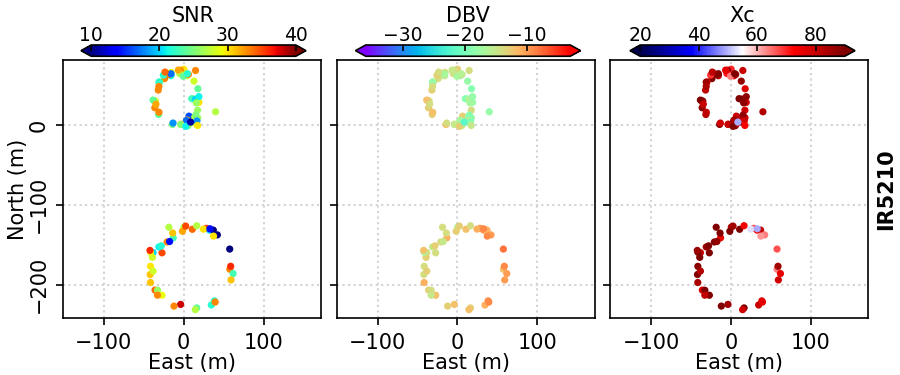 SNR DBV Xc
10 20 30 40 −30 −20 −10 20 40 60 80
North (m)
0
−100
−200
IR5210
−100 0 100 −100 0 100 −100 0 100
East (m) East (m) East (m)